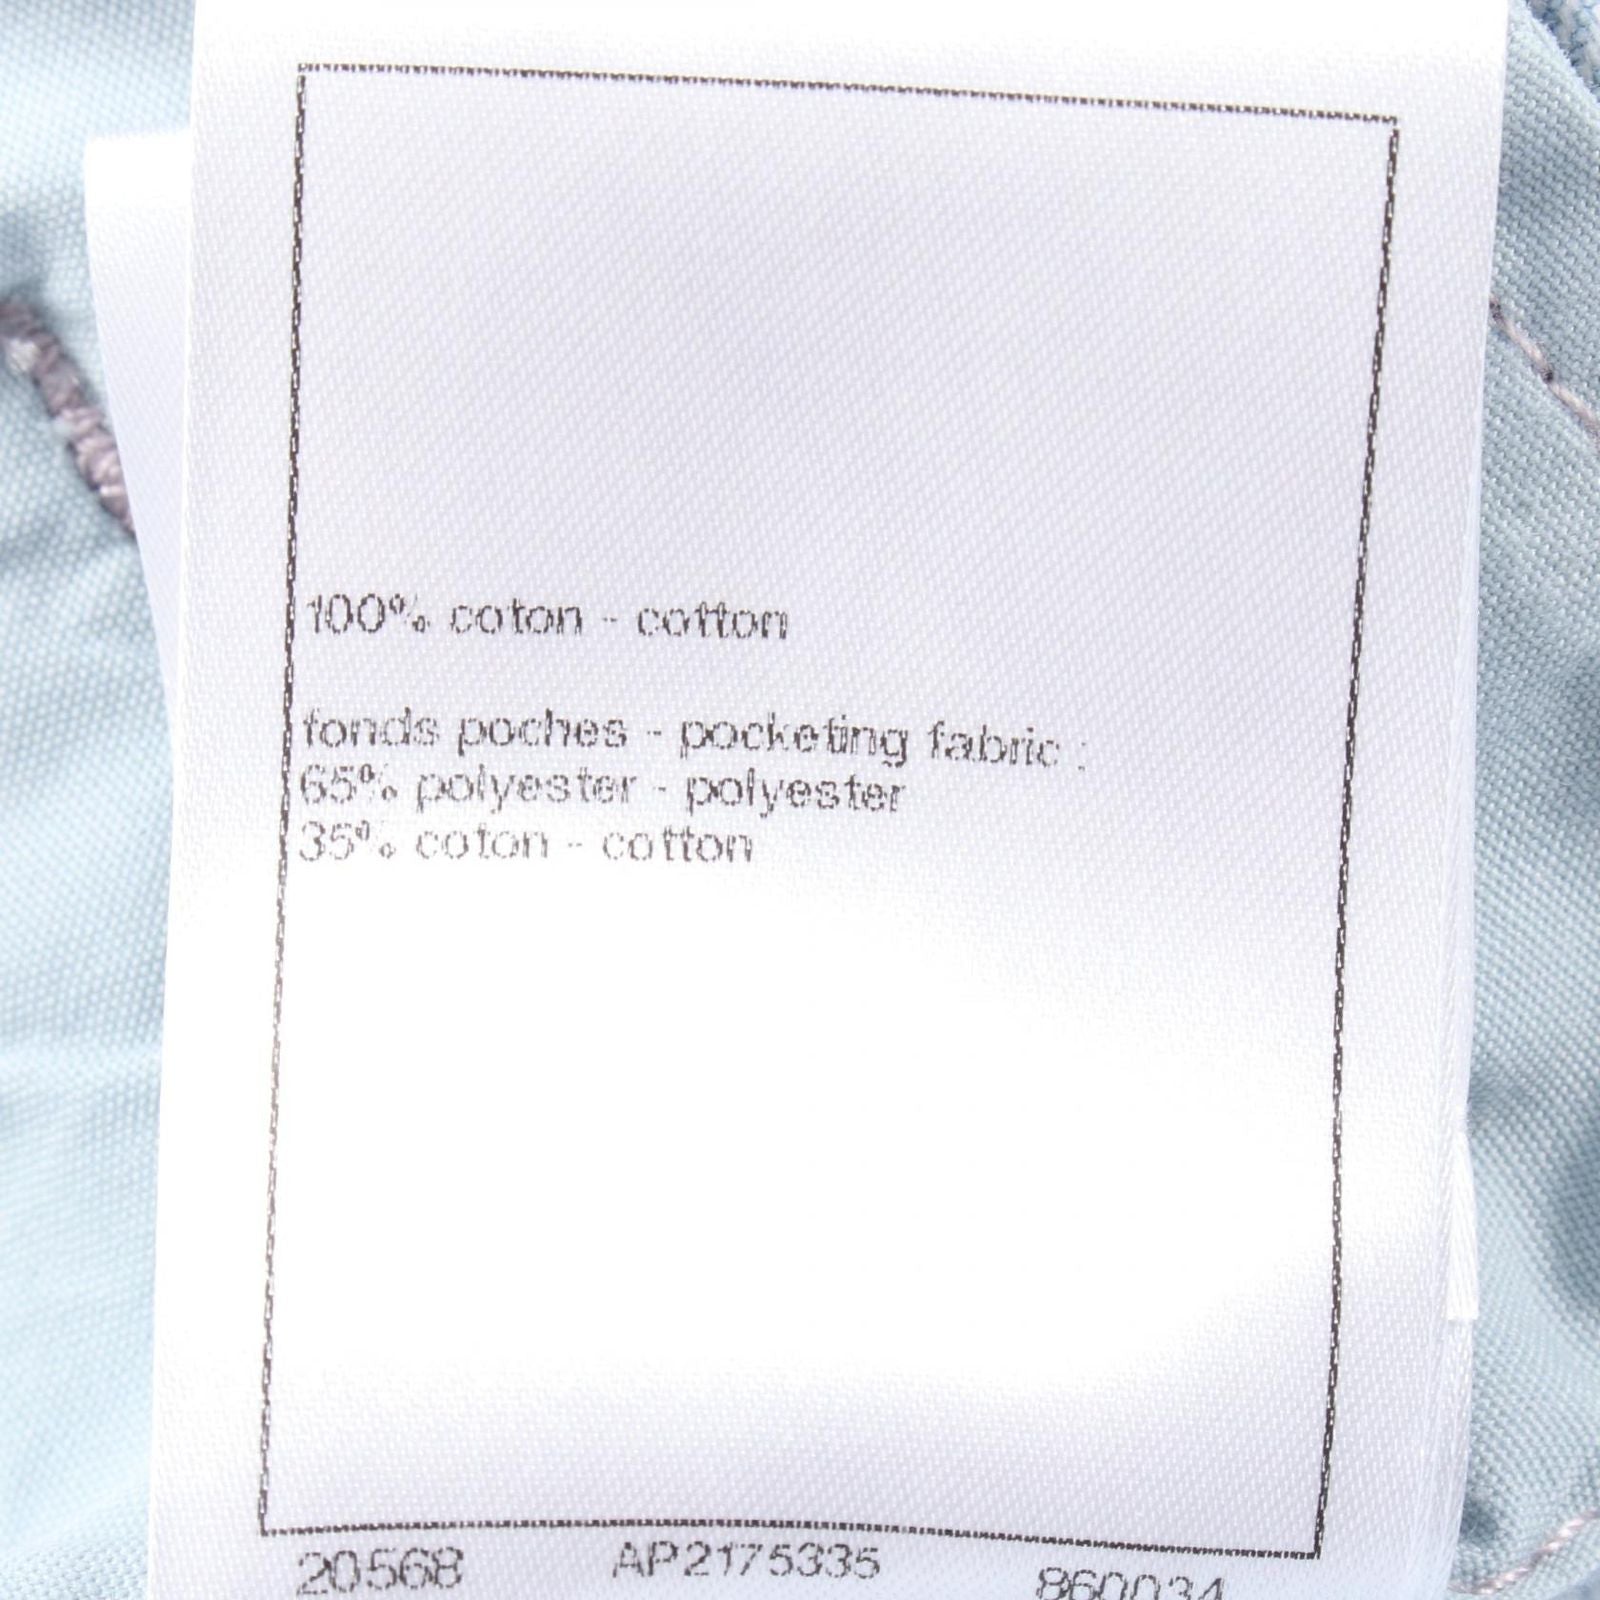 100% coton - cotton
fonds poches - pocketing fabric :
65% polyester - polyester
35% coton - cotton
20568 AP2175335 860034